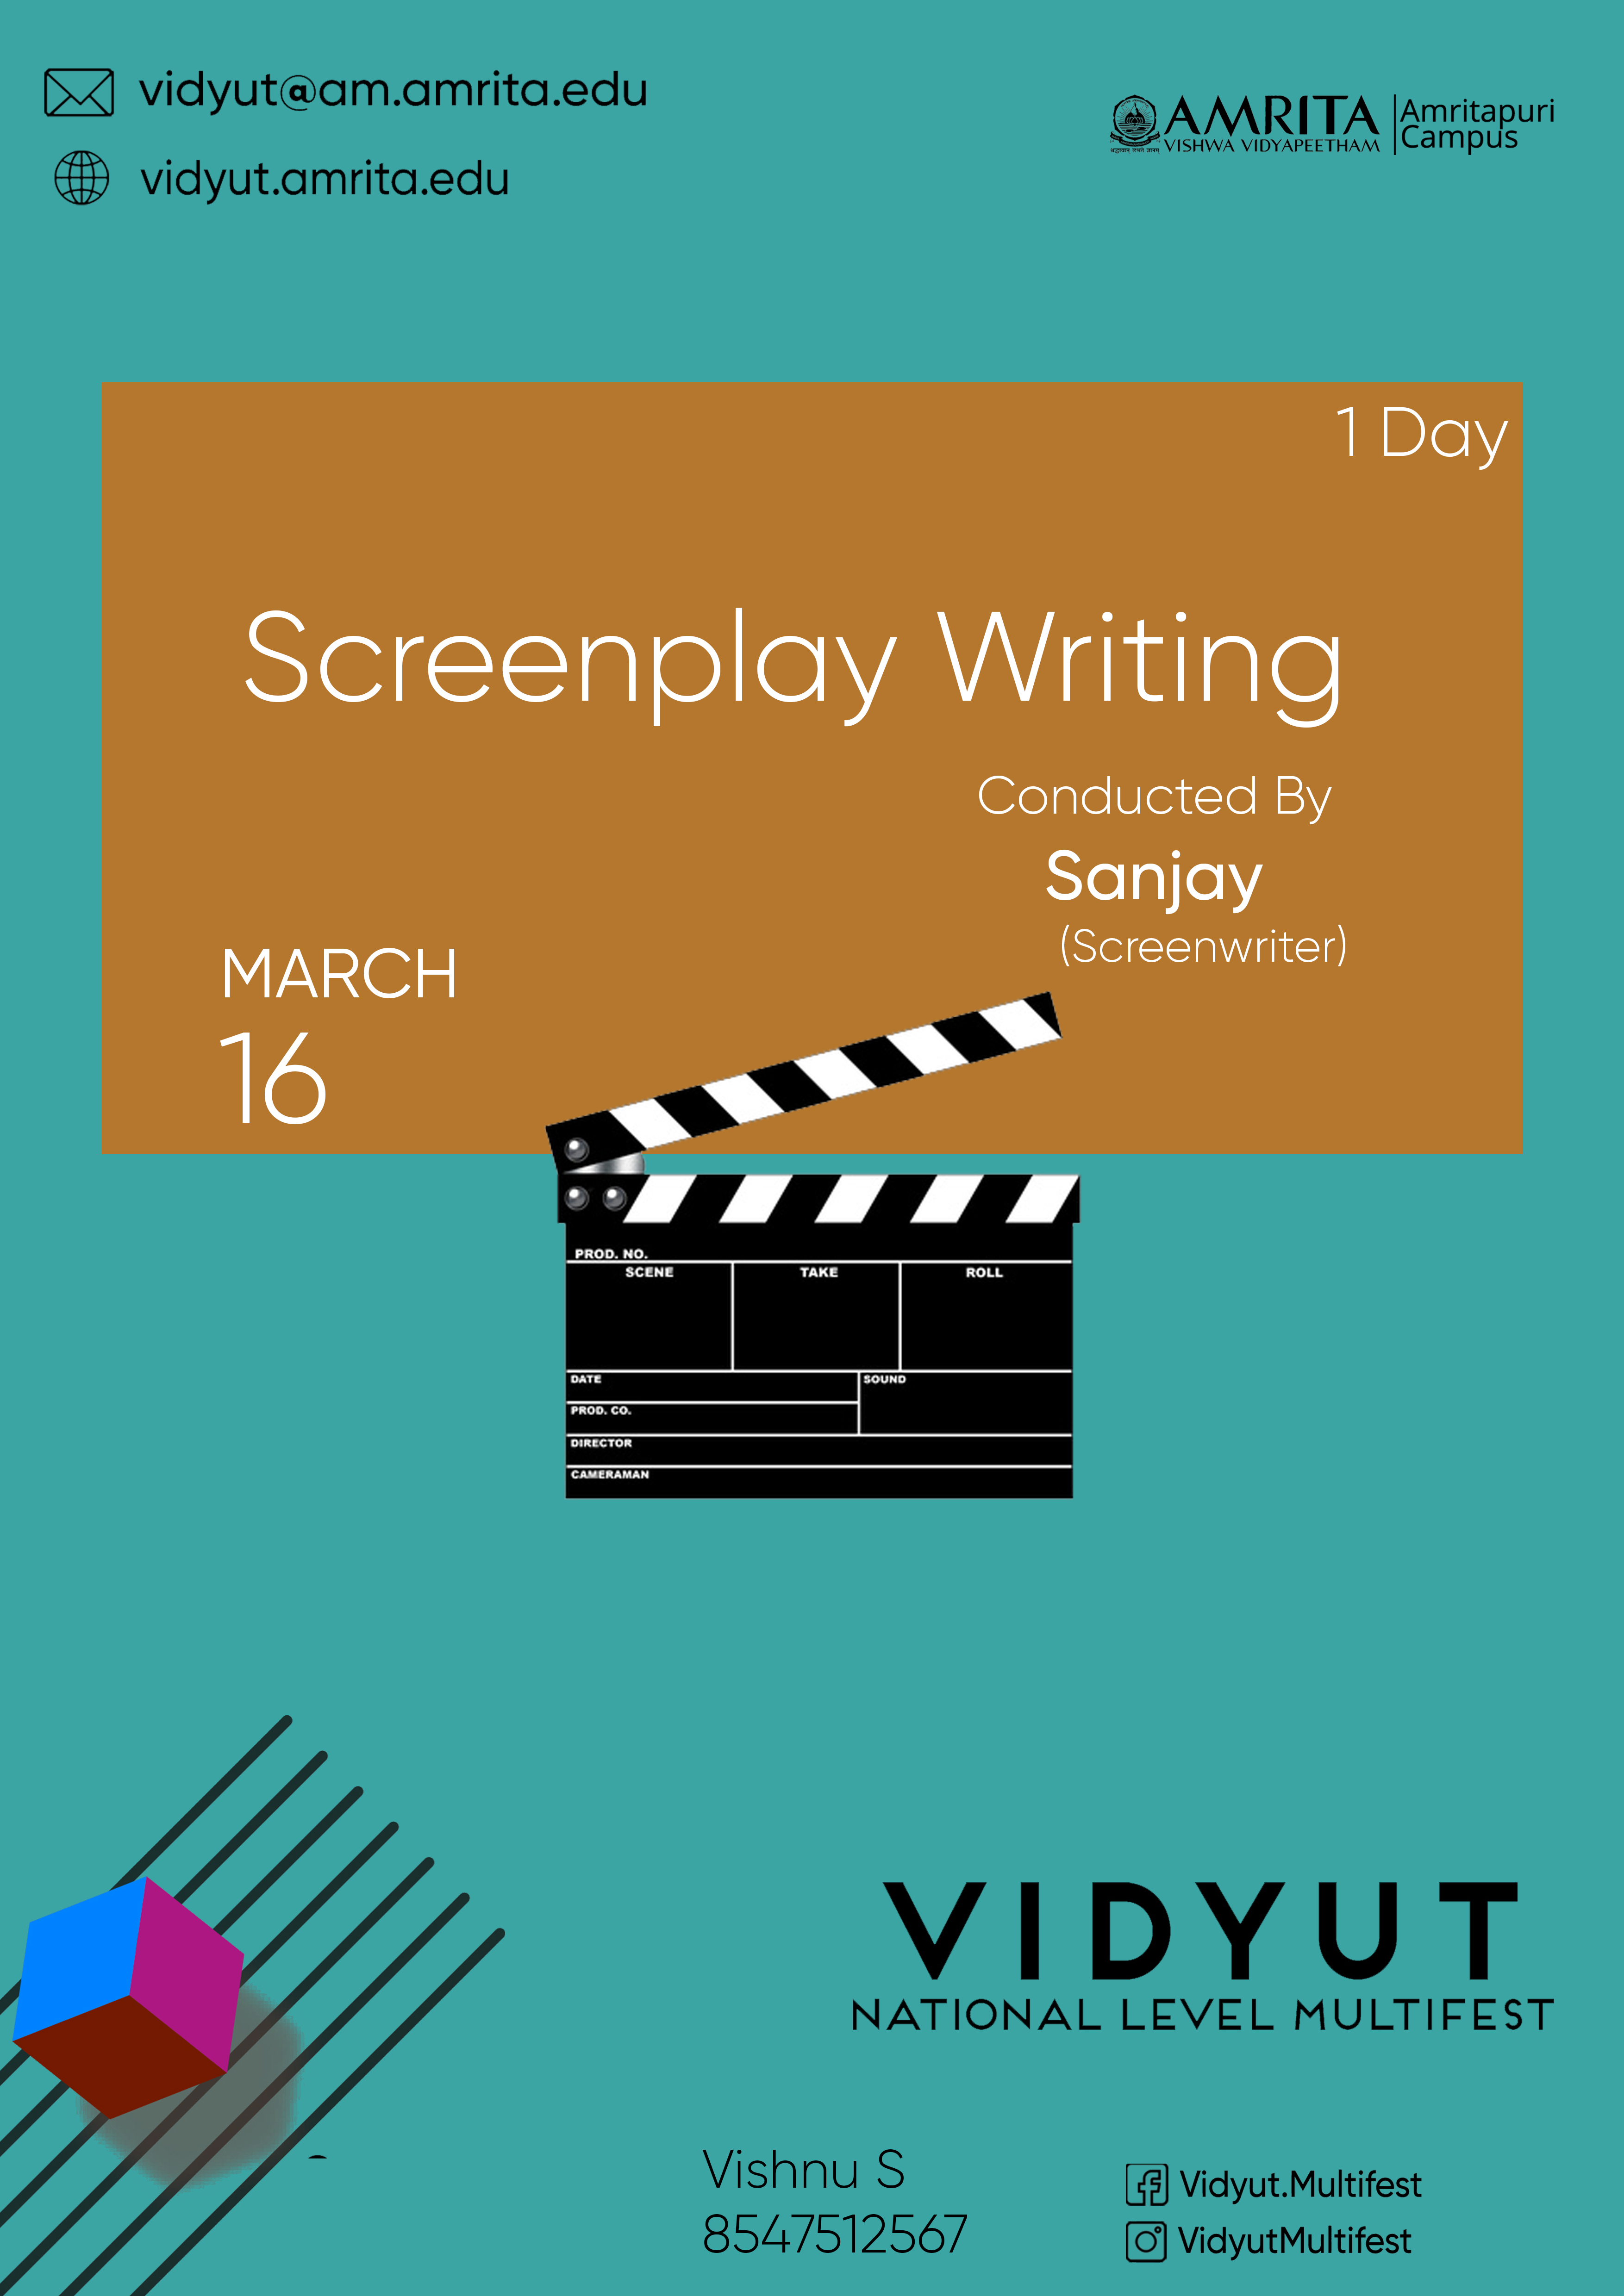 vidyut@am.amrita.edu
vidyut.amrita.edu
AMRITA
VISHWA VIDYAPEETHAM
Amritapuri
Campus
1 Day
Screenplay Writing
Conducted By
Sanjay
(Screenwriter)
MARCH
16
PROD. NO.
SCENE TAKE ROLL
DATE SOUND
PROD. CO.
DIRECTOR
CAMERAMAN
VIDYUT
NATIONAL LEVEL MULTIFEST
Vishnu S
8547512567
Vidyut.Multifest
VidyutMultifest